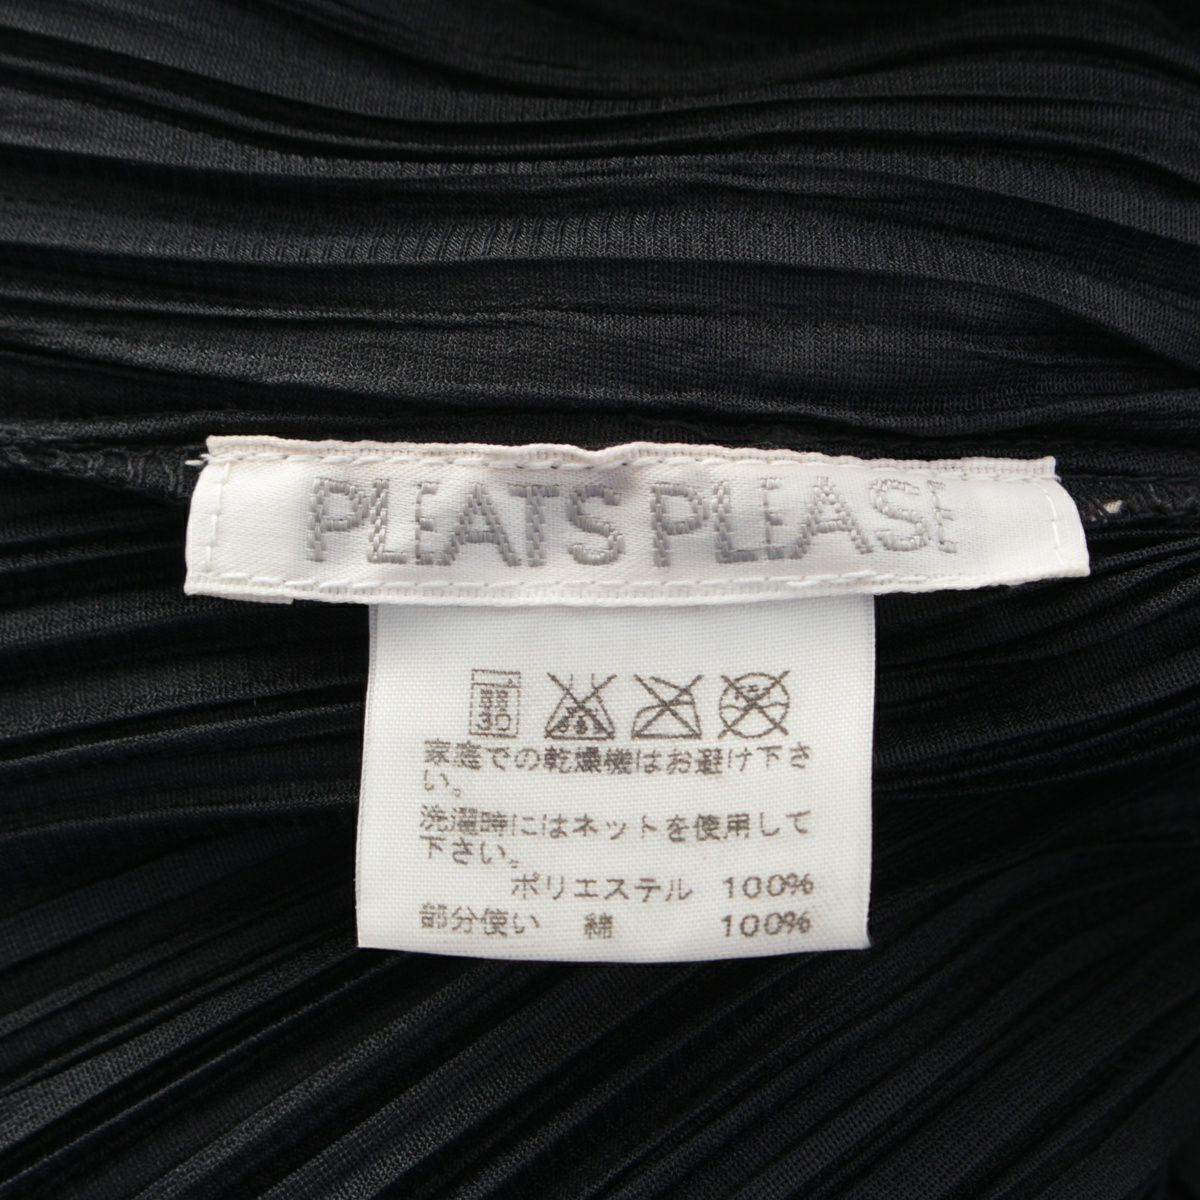 PLEATS PLEASE
30
家庭での乾燥機はお避け下さ
い。
洗濯時にはネットを使用して
下さい。
ポリエステル 100%
部分使い 綿 100%